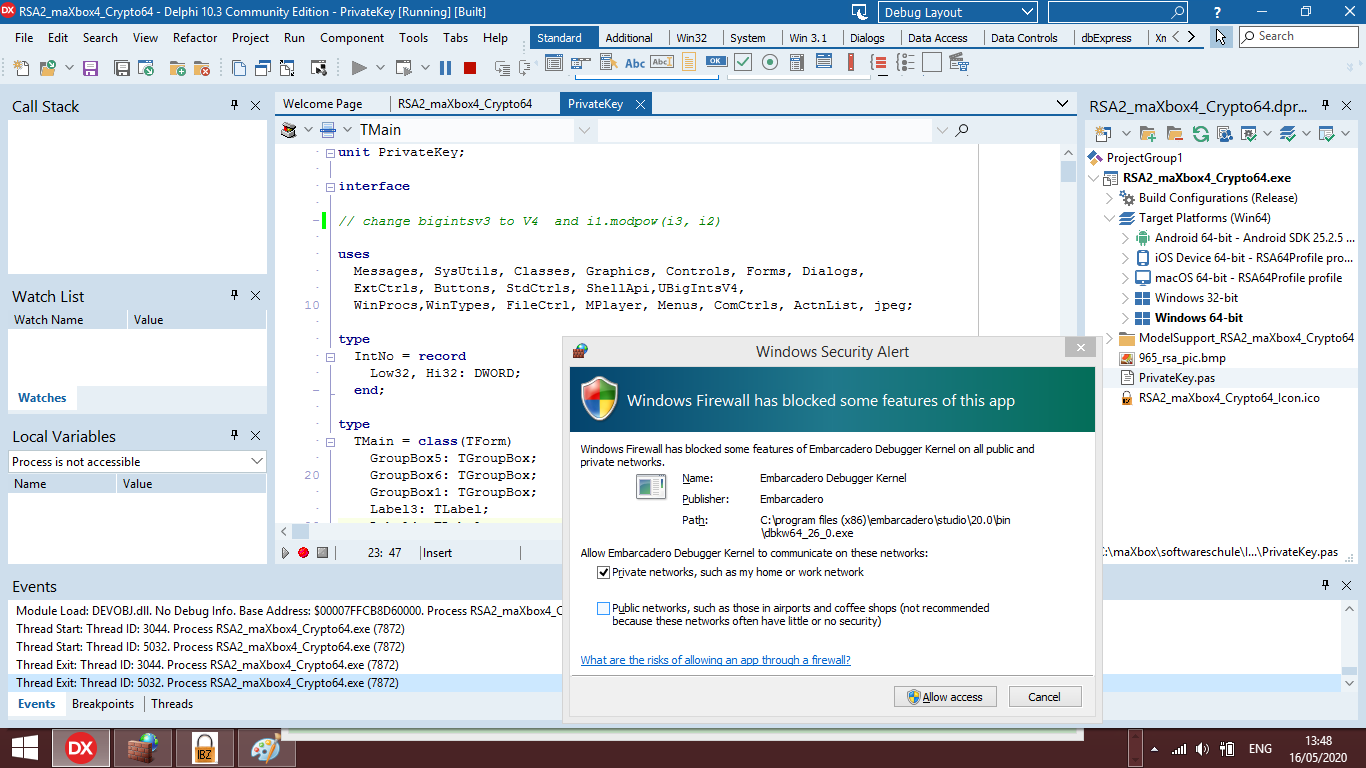 RSA2_maXbox4_Crypto64 - Delphi 10.3 Community Edition - PrivateKey [Running] [Built]
Debug Layout
File Edit Search View Refactor Project Run Component Tools Tabs Help
Standard Additional Win32 System Win 3.1 Dialogs Data Access Data Controls dbExpress Xn
Search
Call Stack
Watch List
Watch Name Value
Watches
Local Variables
Process is not accessible
Name Value
Welcome Page RSA2_maXbox4_Crypto64 PrivateKey
TMain
unit PrivateKey;
interface
// change bigintsv3 to V4 and i1.modpow(i3, i2)
uses
Messages, SysUtils, Classes, Graphics, Controls, Forms, Dialogs,
ExtCtrls, Buttons, StdCtrls, ShellApi,UBigIntsV4,
10 WinProcs,WinTypes, FileCtrl, MPlayer, Menus, ComCtrls, ActnList, jpeg;
type
IntNo = record
Low32, Hi32: DWORD;
end;
type
TMain = class(TForm)
GroupBox5: TGroupBox;
20 GroupBox6: TGroupBox;
GroupBox1: TGroupBox;
Label3: TLabel;
23: 47 Insert
RSA2_maXbox4_Crypto64.dpr...
ProjectGroup1
RSA2_maXbox4_Crypto64.exe
Build Configurations (Release)
Target Platforms (Win64)
Android 64-bit - Android SDK 25.2.5 ...
iOS Device 64-bit - RSA64Profile pro...
macOS 64-bit - RSA64Profile profile
Windows 32-bit
Windows 64-bit
ModelSupport_RSA2_maXbox4_Crypto64
965_rsa_pic.bmp
PrivateKey.pas
RSA2_maXbox4_Crypto64_Icon.ico
:\maXbox\softwareschule\I...\PrivateKey.pas
Windows Security Alert
Windows Firewall has blocked some features of this app
Windows Firewall has blocked some features of Embarcadero Debugger Kernel on all public and
private networks.
Name: Embarcadero Debugger Kernel
Publisher: Embarcadero
Path: C:\program files (x86)\embarcadero\studio\20.0\bin
\dbkw64_26_0.exe
Allow Embarcadero Debugger Kernel to communicate on these networks:
Private networks, such as my home or work network
Public networks, such as those in airports and coffee shops (not recommended
because these networks often have little or no security)
What are the risks of allowing an app through a firewall?
Allow access Cancel
Events
Module Load: DEVOBJ.dll. No Debug Info. Base Address: $00007FFCB8D60000. Process RSA2_maXbox4_C
Thread Start: Thread ID: 3044. Process RSA2_maXbox4_Crypto64.exe (7872)
Thread Start: Thread ID: 5032. Process RSA2_maXbox4_Crypto64.exe (7872)
Thread Exit: Thread ID: 3044. Process RSA2_maXbox4_Crypto64.exe (7872)
Thread Exit: Thread ID: 5032. Process RSA2_maXbox4_Crypto64.exe (7872)
Events Breakpoints Threads
DX
IBZ
ENG
13:48
16/05/2020